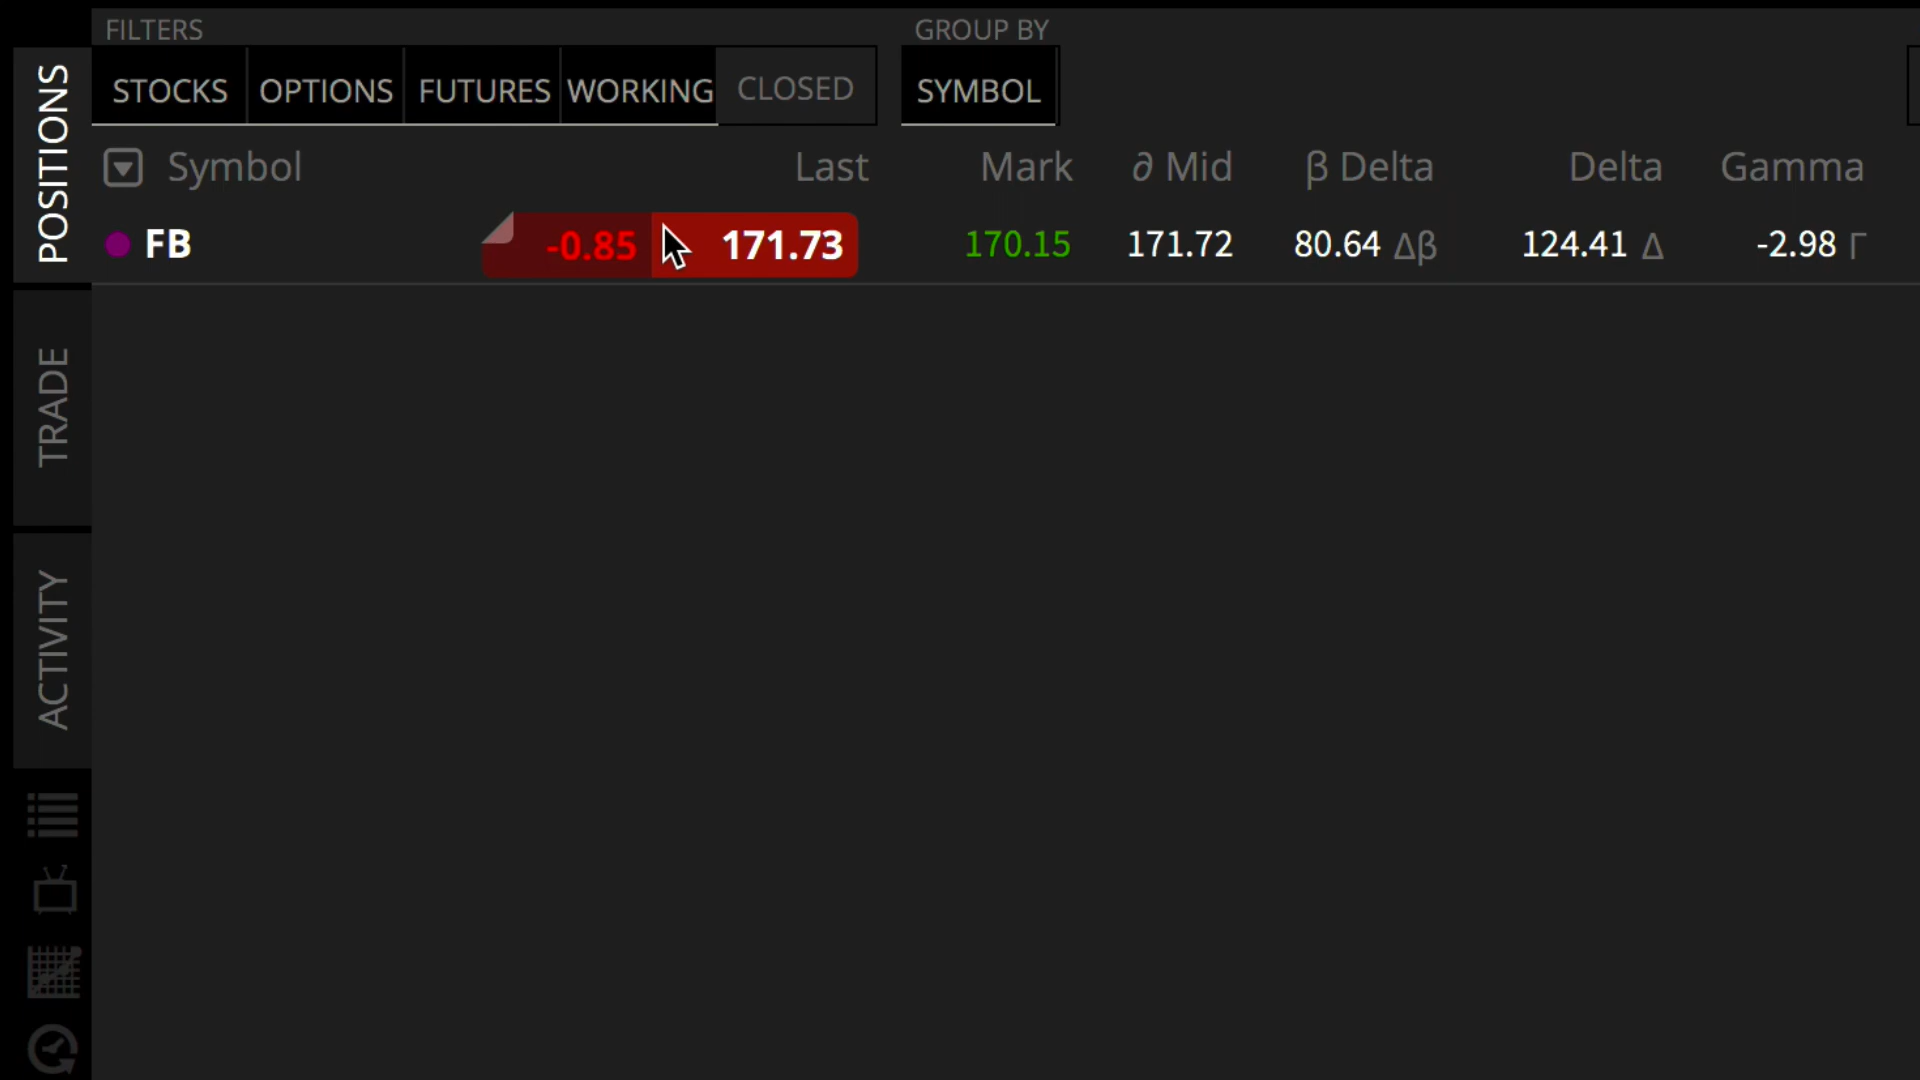 FILTERS GROUP BY
STOCKS OPTIONS FUTURES WORKING CLOSED SYMBOL
Symbol Last Mark ∂ Mid β Delta Delta Gamma
FB -0.85 171.73 170.15 171.72 80.64 Δβ 124.41 Δ -2.98 Γ
POSITIONS
TRADE
ACTIVITY